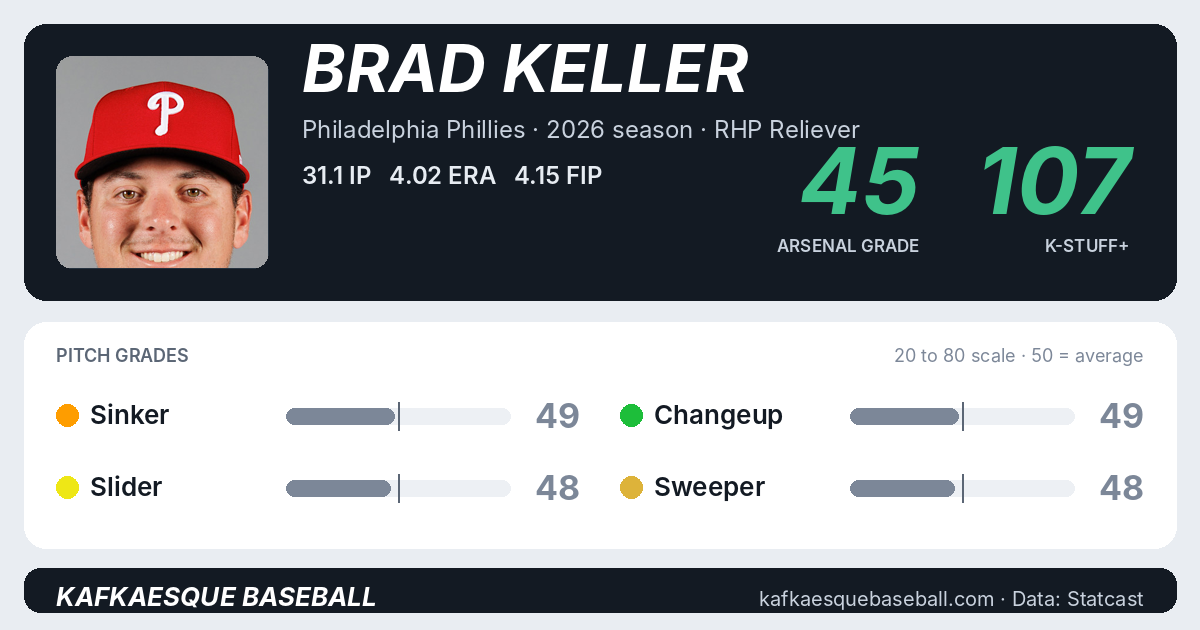 P
BRAD KELLER
Philadelphia Phillies · 2026 season · RHP Reliever
31.1 IP 4.02 ERA 4.15 FIP
45 107
ARSENAL GRADE K-STUFF+
PITCH GRADES 20 to 80 scale · 50 = average
Sinker 49 Changeup 49
Slider 48 Sweeper 48
KAFKAESQUE BASEBALL kafkaesquebaseball.com · Data: Statcast